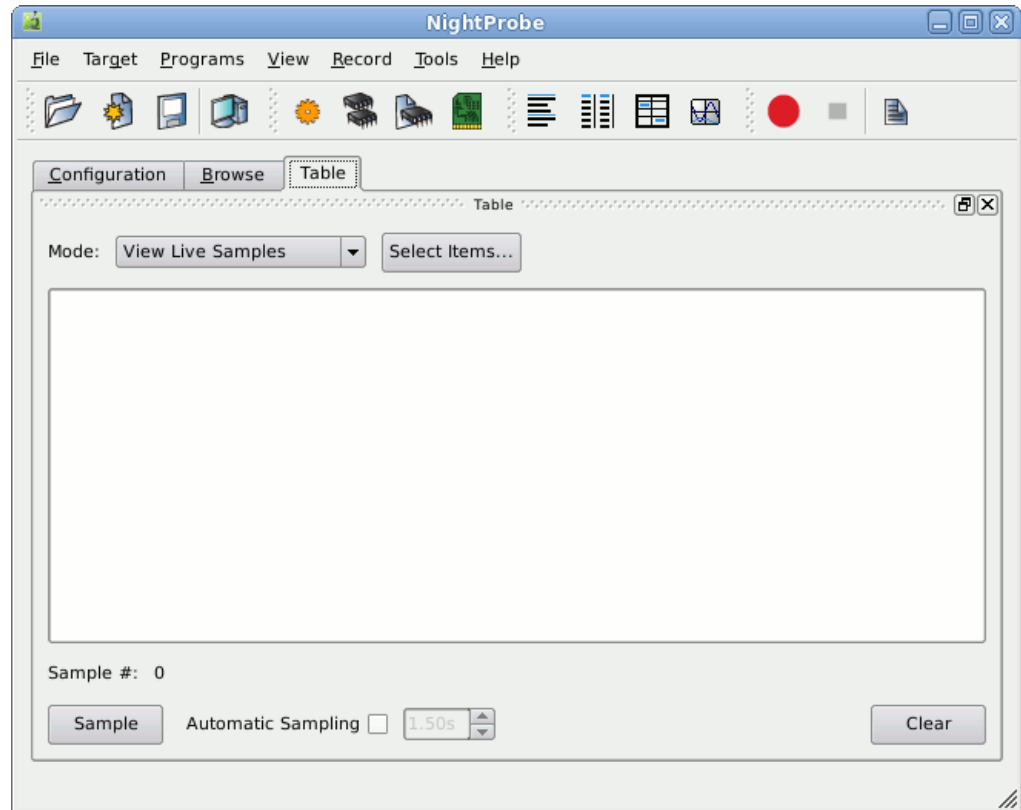 NightProbe
File Target Programs View Record Tools Help
Configuration Browse Table
Table
Mode: View Live Samples Select Items...
Sample #: 0
Sample Automatic Sampling 1.50s Clear